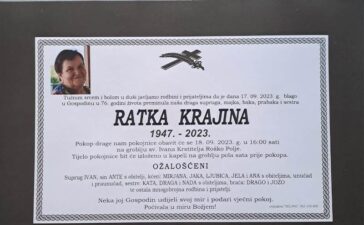 Tužnim srcem i bolom u duši javljamo rodbini i prijateljima da je dana 17. 09. 2023. g. blago
u Gospodinu u 76. godini života preminula naša draga supruga, majka, baka, prabaka i sestra
RATKA KRAJINA
1947. - 2023.
Pokop drage nam pokojnice obavit će se 18. 09. 2023. g. u 16:00 sati
na groblju sv. Ivana Krstitelja Roško Polje.
Tijelo pokojnice bit će izloženo u kapeli na groblju pola sata prije pokopa.
OŽALOŠĆENI
Suprug IVAN, sin ANTE s obitelji, kćeri: MIRJANA, JAKA, LJUBICA, JELA i ANA s obiteljima, unučad
i praunučad, sestre: KATA, DRAGA i NADA s obiteljima, braća: DRAGO i JOZO
te ostala mnogobrojna rodbina i prijatelji.
Neka joj Gospodin udijeli svoj mir i podari vječni pokoj.
Počivala u miru Božjem!